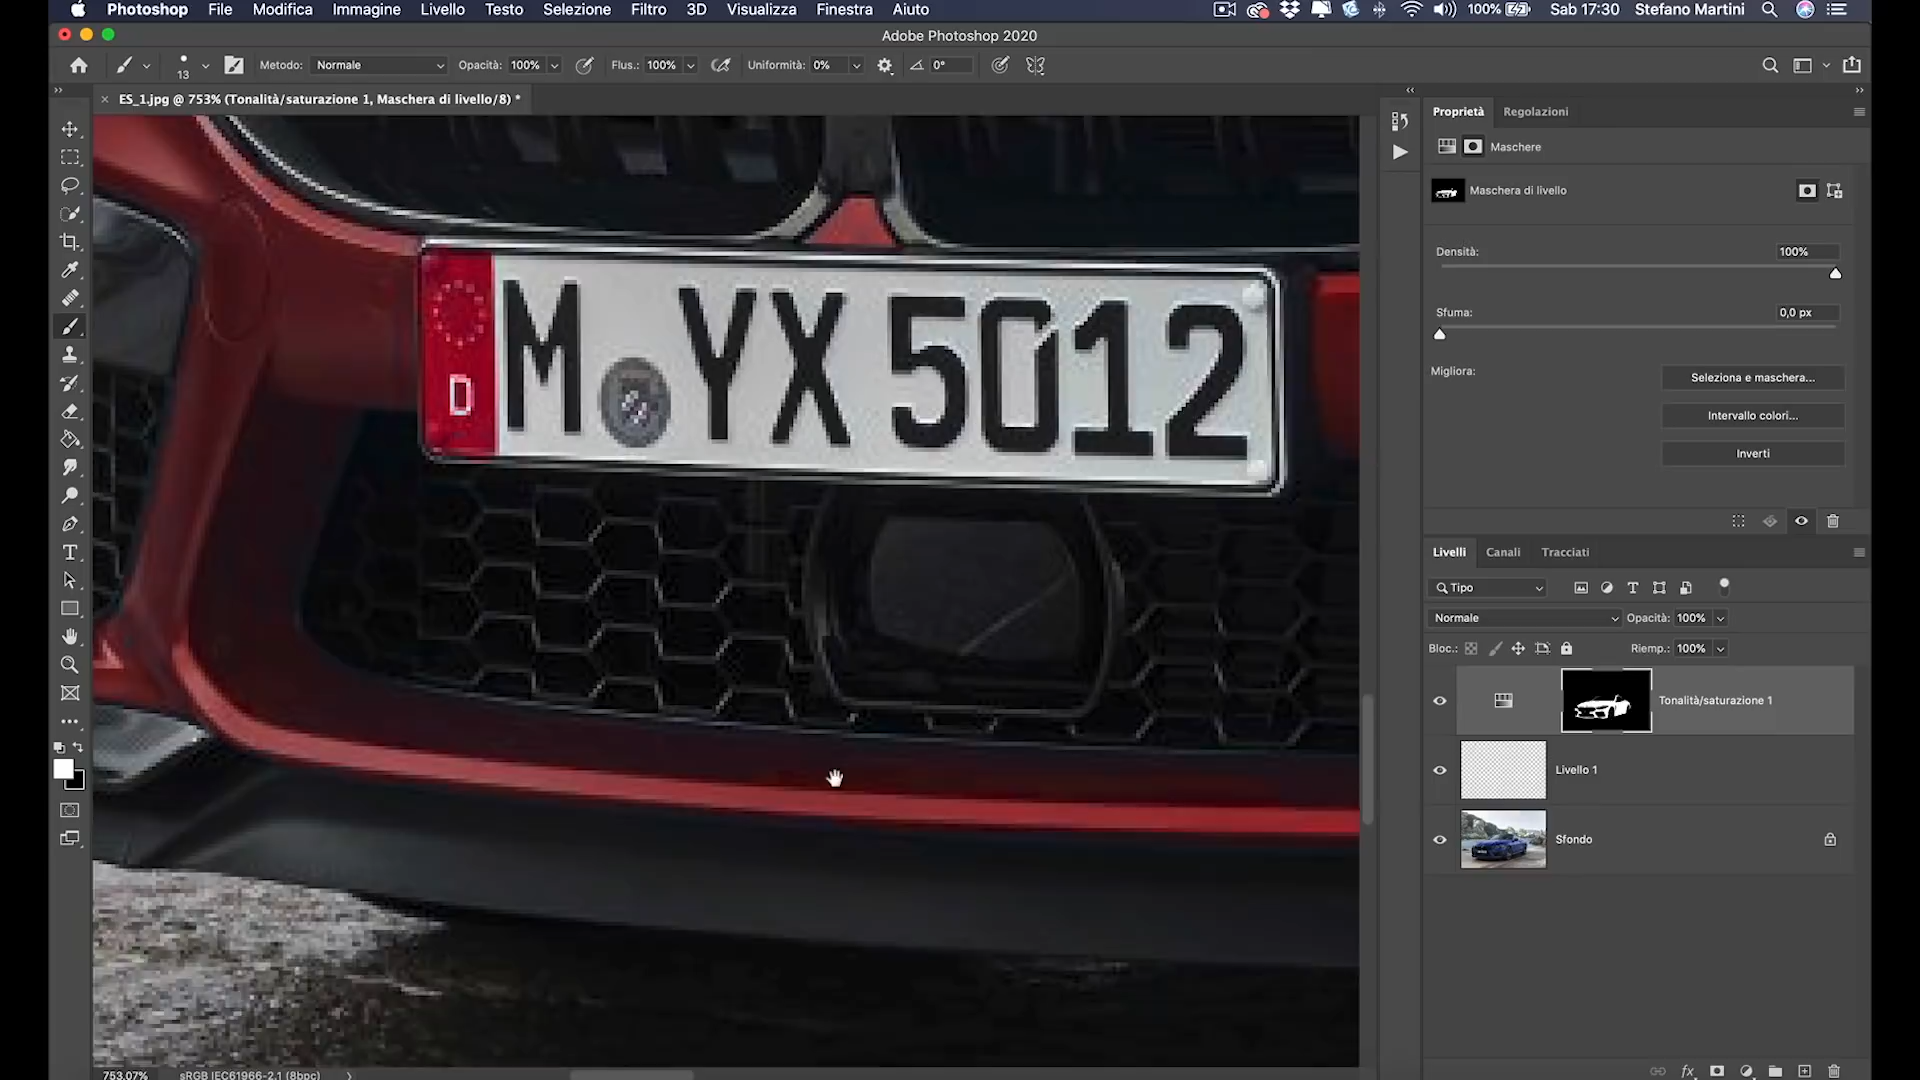 Photoshop File Modifica Immagine Livello Testo Selezione Filtro 3D Visualizza Finestra Aiuto 100% Sab 17:30 Stefano Martini
Adobe Photoshop 2020
13 Metodo: Normale Opacità: 100% Flus.: 100% Uniformità: 0% 0°
ES_1.jpg @ 753% (Tonalità/saturazione 1, Maschera di livello/8) *
Proprietà Regolazioni
Maschere
Maschera di livello
Densità: 100%
Sfuma: 0,0 px
Migliora: Seleziona e maschera...
Intervallo colori...
Inverti
D M YX 5012
Livelli Canali Tracciati
Tipo
Normale Opacità: 100%
Bloc.: Riemp.: 100%
Tonalità/saturazione 1
Livello 1
Sfondo
753,07% sRGB IEC61966-2.1 (8bpc)
fx